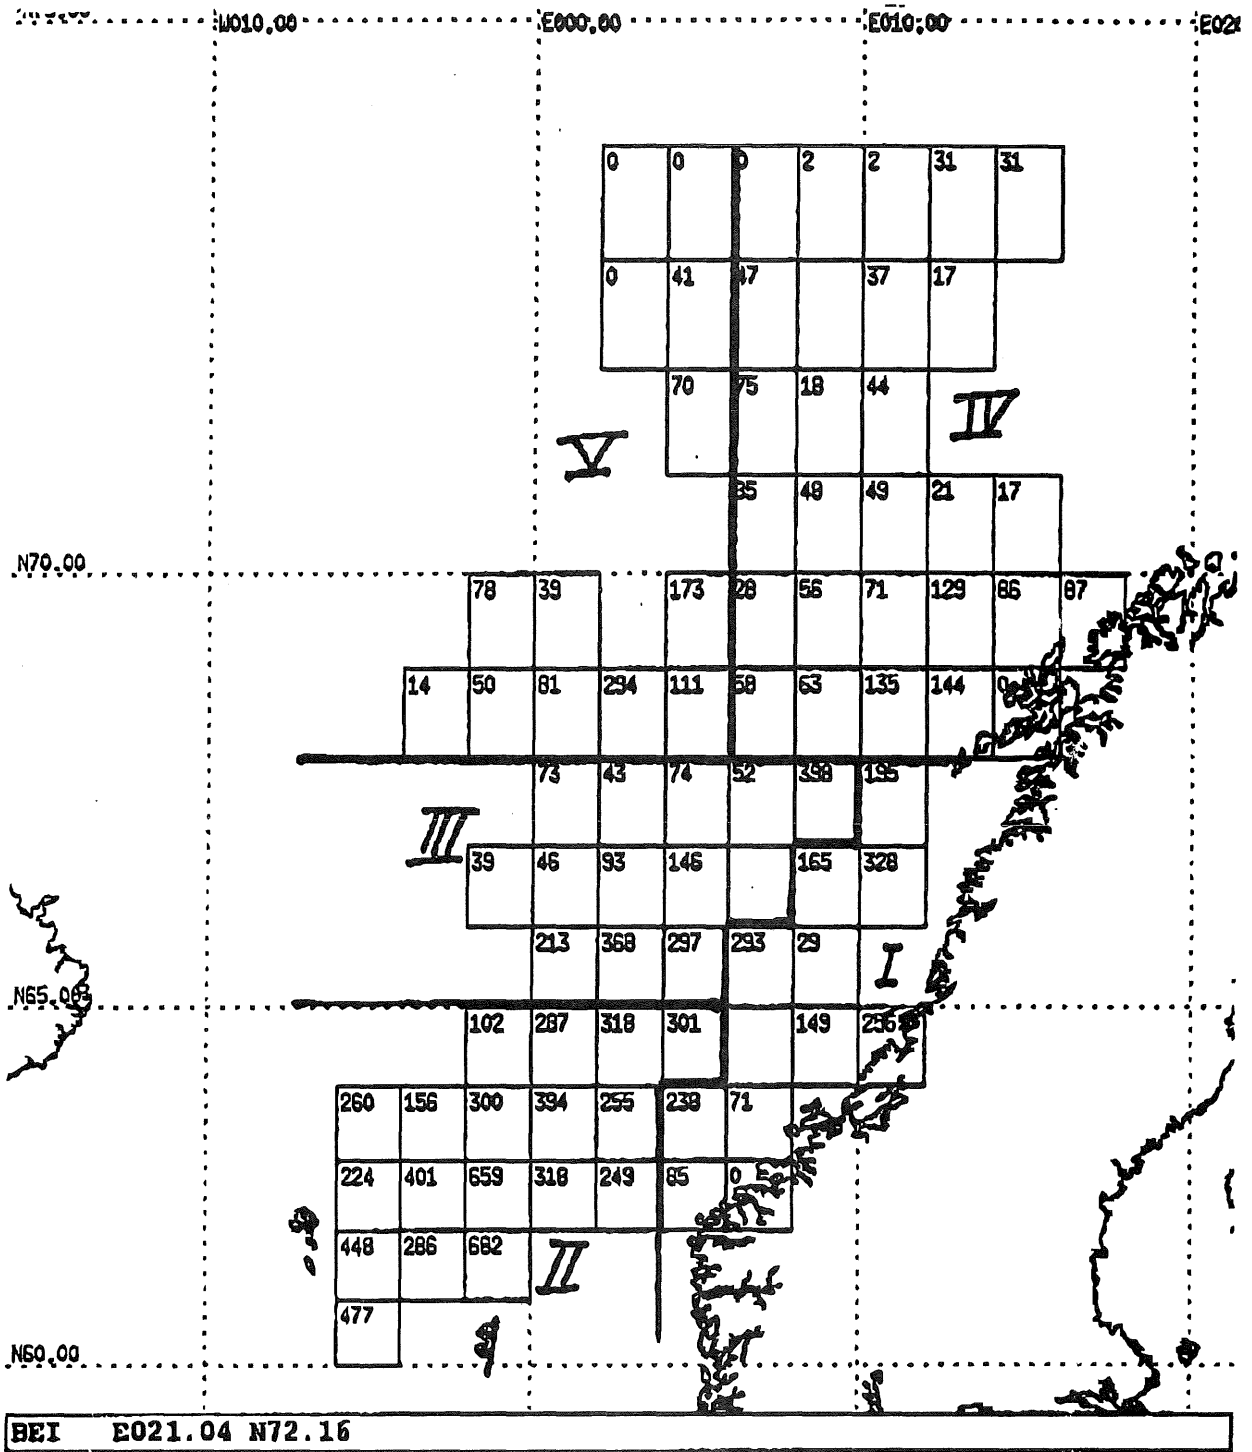 W010.00 E000.00 E010.00
0 0 0 2 2 31 31
0 41 47 37 17
70 75 18 44
IV
V
35 48 49 21 17
N70.00
78 39 173 28 56 71 129 86 87
14 50 81 294 111 68 63 135 144 0
73 43 74 52 398 195
III
39 46 93 146 165 328
213 368 297 293 29
I
N65.00
102 287 318 301 149 256
260 156 300 394 255 238 71
224 401 659 318 249 85 0
448 286 682
II
477
N60.00
BEI E021.04 N72.16